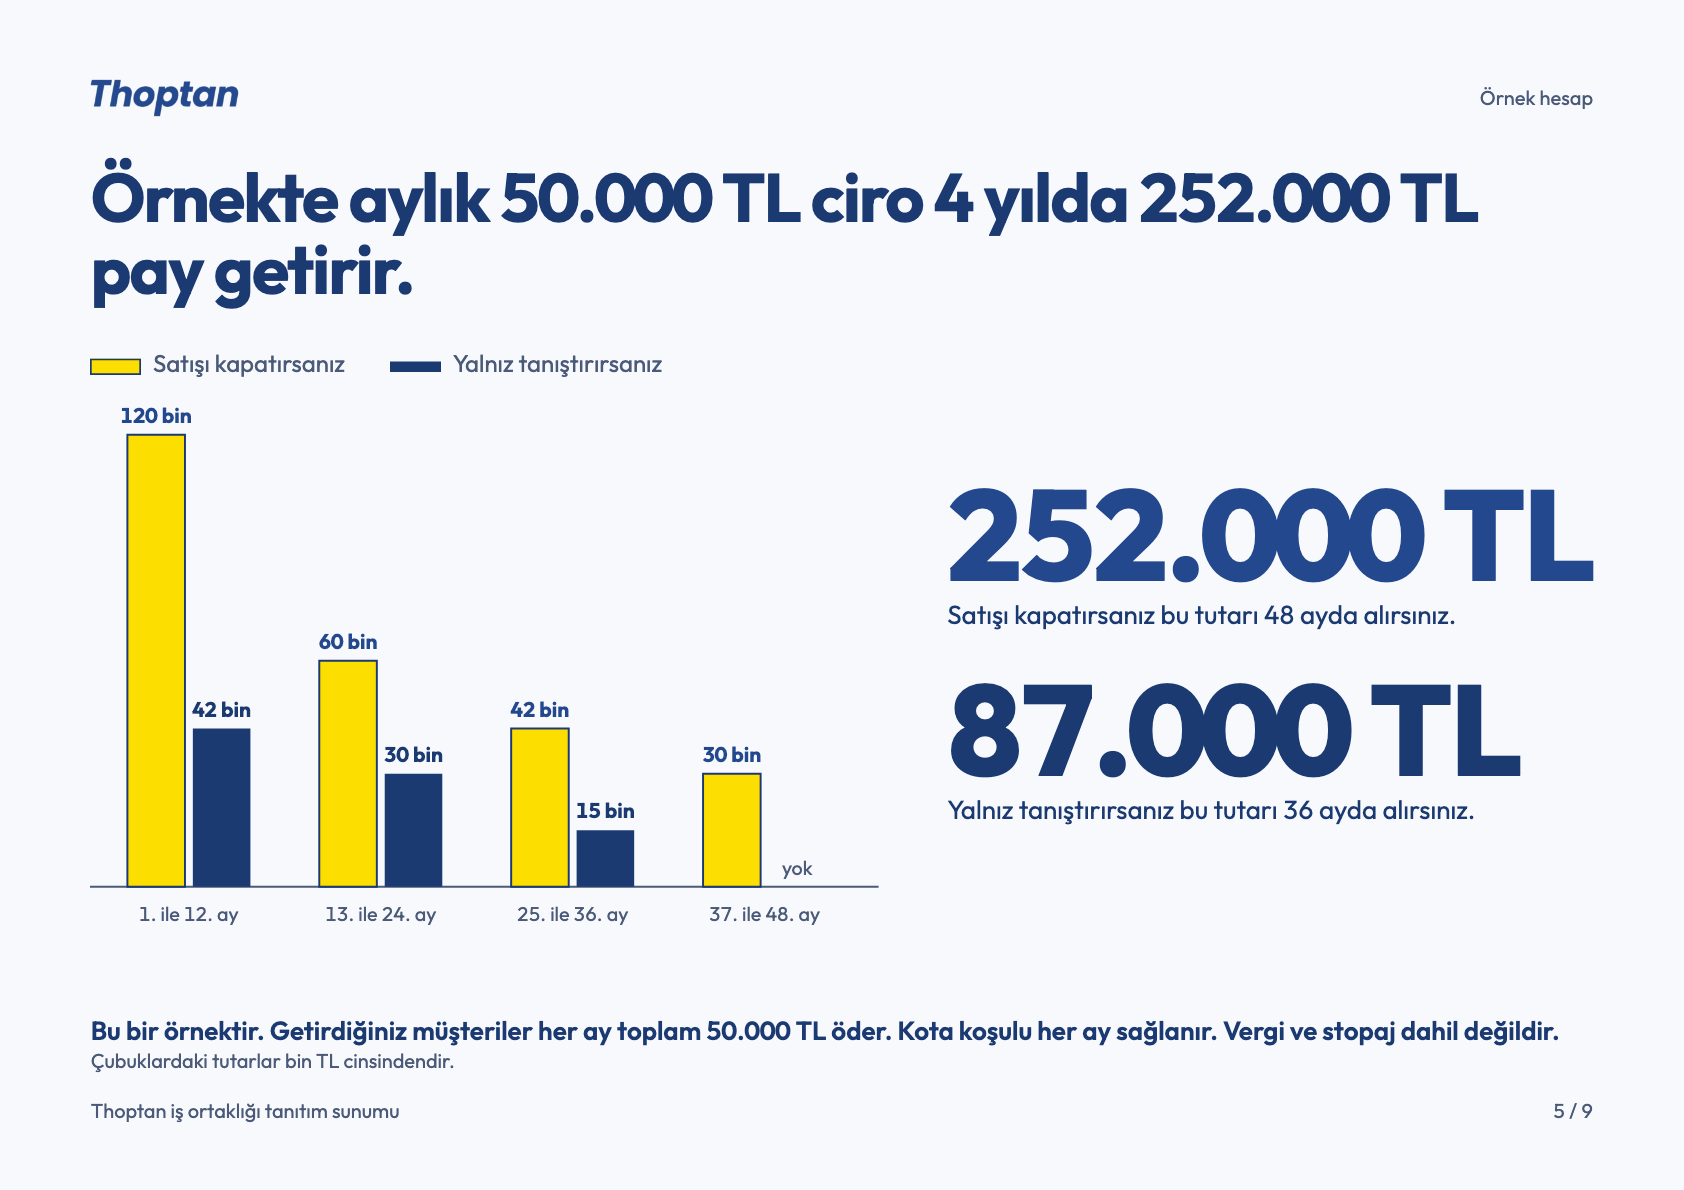 Thoptan
Örnek hesap
Örnekte aylık 50.000 TL ciro 4 yılda 252.000 TL
pay getirir.
Satışı kapatırsanız
Yalnız tanıştırırsanız
120 bin
42 bin
60 bin
30 bin
42 bin
15 bin
30 bin
yok
1. ile 12. ay
13. ile 24. ay
25. ile 36. ay
37. ile 48. ay
252.000 TL
Satışı kapatırsanız bu tutarı 48 ayda alırsınız.
87.000 TL
Yalnız tanıştırırsanız bu tutarı 36 ayda alırsınız.
Bu bir örnektir. Getirdiğiniz müşteriler her ay toplam 50.000 TL öder. Kota koşulu her ay sağlanır. Vergi ve stopaj dahil değildir.
Çubuklardaki tutarlar bin TL cinsindendir.
Thoptan iş ortaklığı tanıtım sunumu
5 / 9